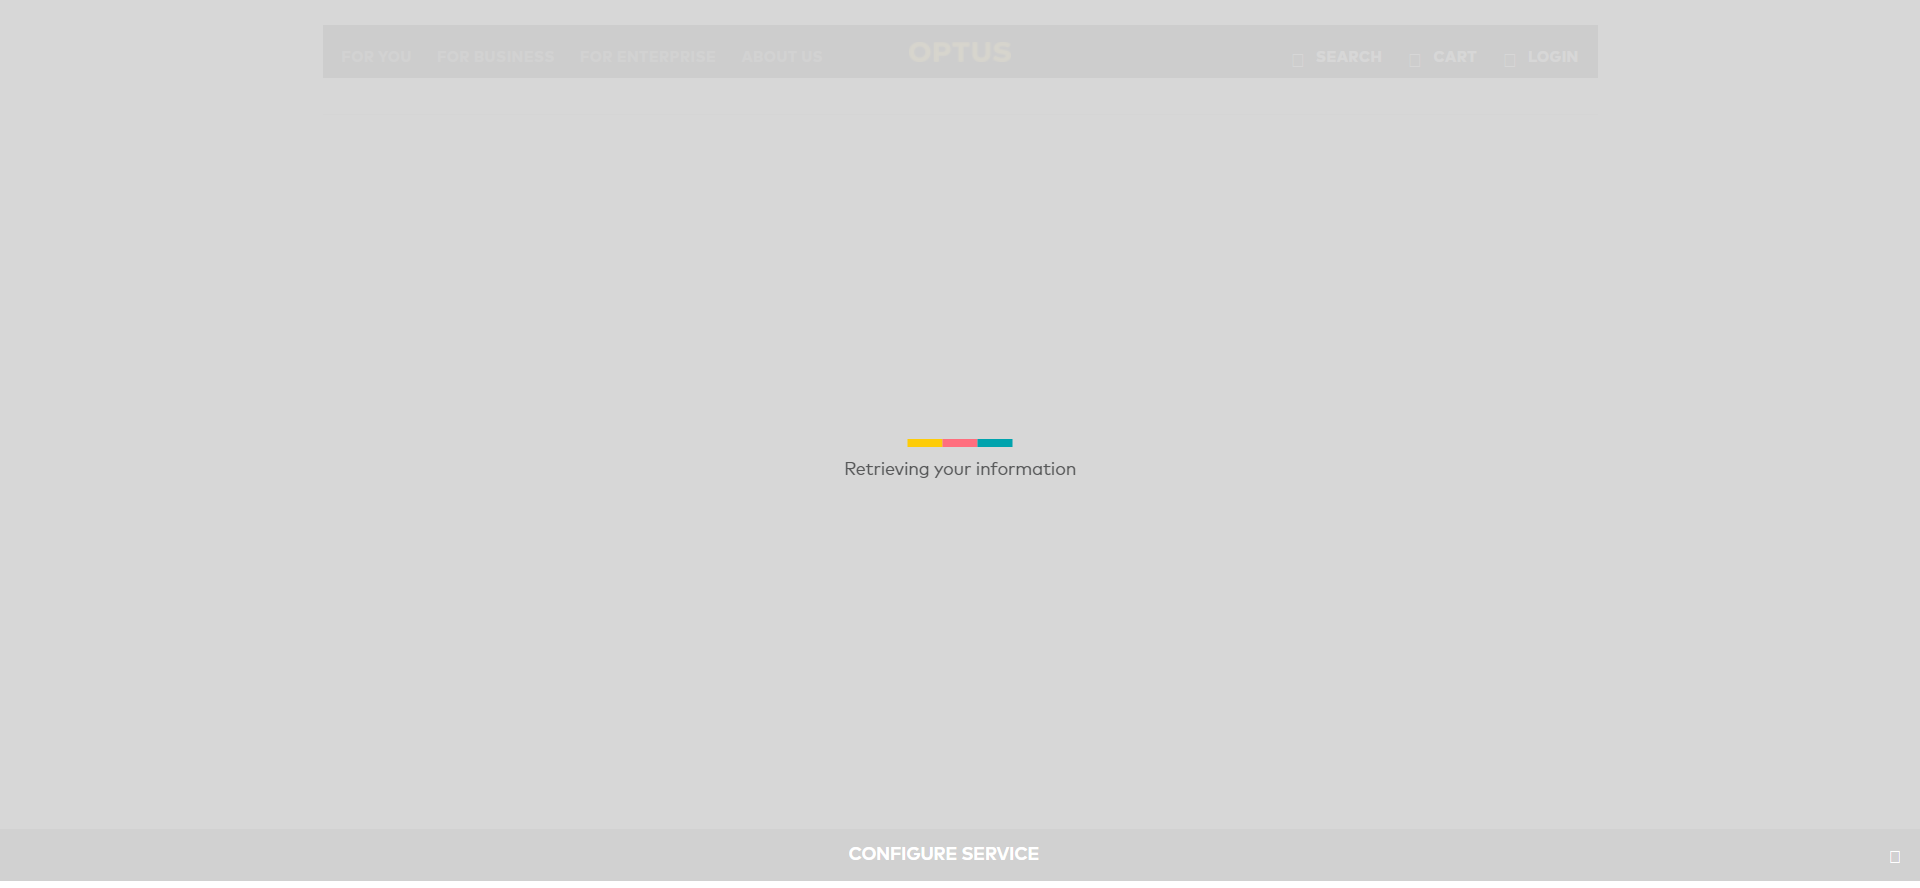 FOR YOU FOR BUSINESS FOR ENTERPRISE ABOUT US OPTUS SEARCH CART LOGIN
Retrieving your information
CONFIGURE SERVICE